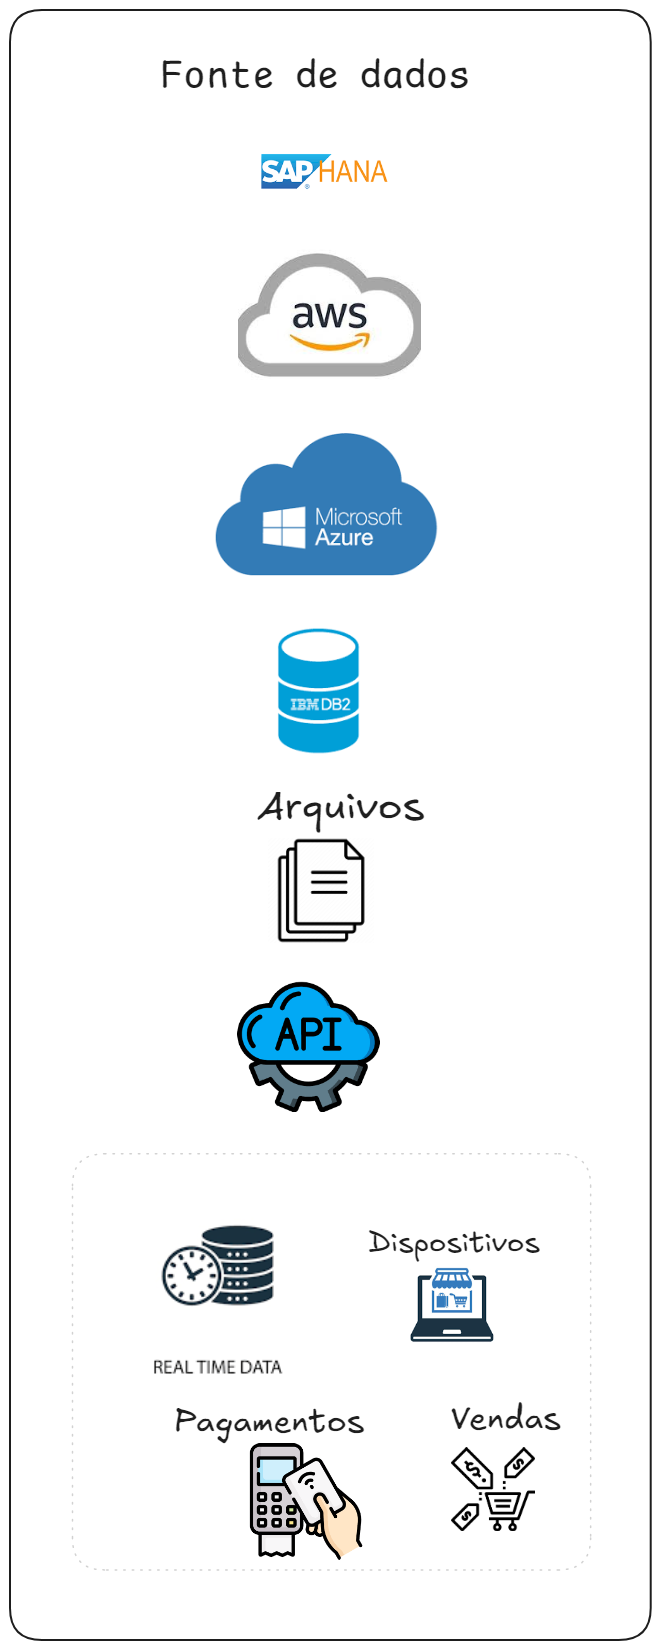 Fonte de dados
SAP HANA
®
aws
Microsoft
Azure
IBM DB2
Arquivos
API
Dispositivos
REAL TIME DATA
Pagamentos
Vendas
$
$
$